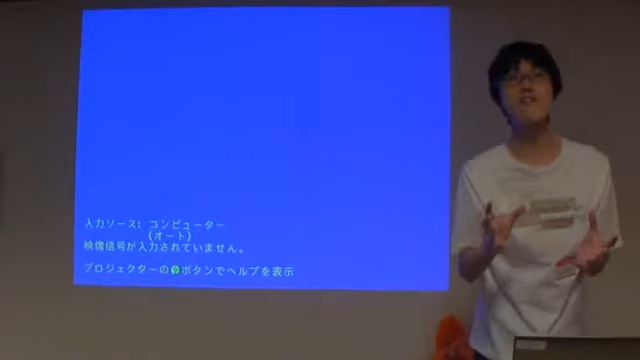 入力ソース: コンピューター
(オート)
映像信号が入力されていません。
プロジェクターの?ボタンでヘルプを表示